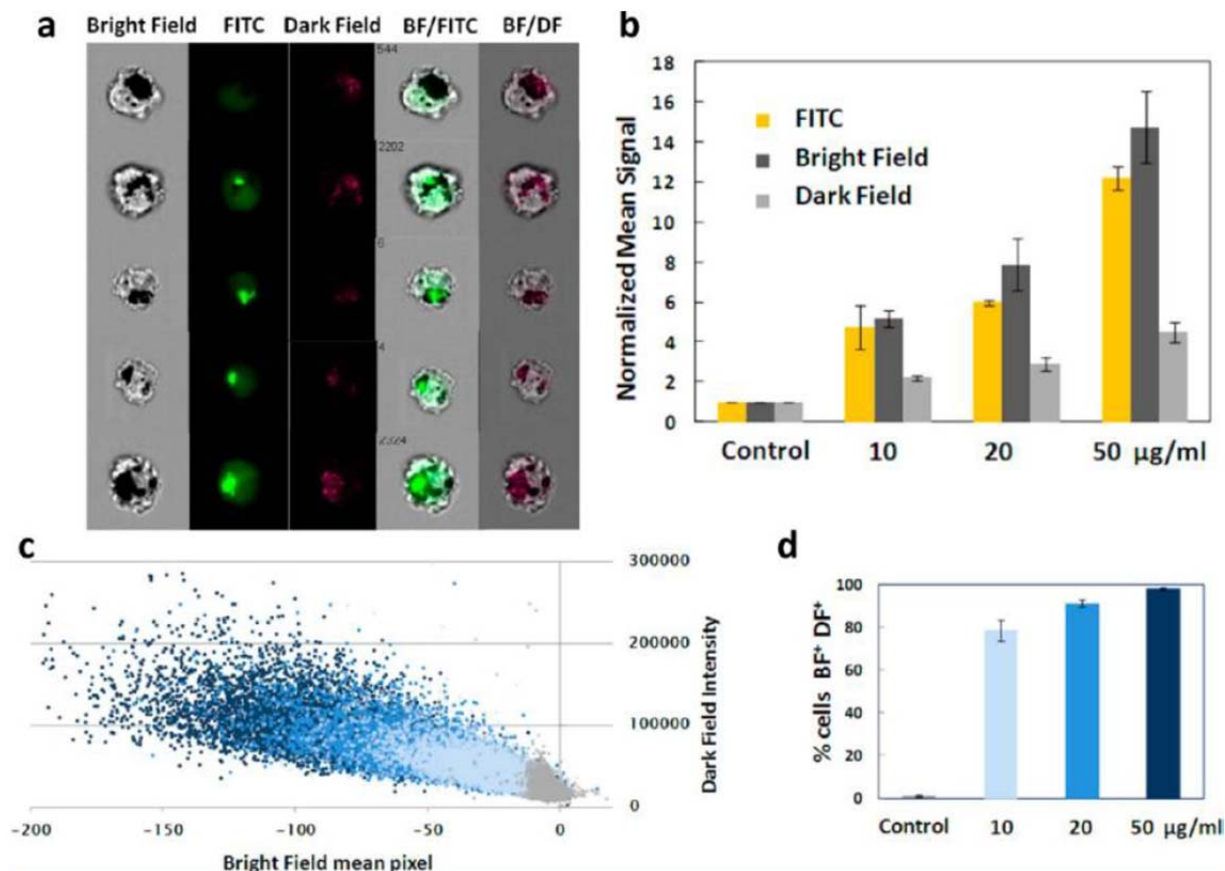 a
Bright Field FITC Dark Field BF/FITC BF/DF
544
2202
6
4
2324
b
18
16
14
12
10
8
6
4
2
0
Normalized Mean Signal
FITC
Bright Field
Dark Field
Control 10 20 50 µg/ml
c
300000
200000
100000
0
Dark Field Intensity
-200 -150 -100 -50 0
Bright Field mean pixel
d
100
80
60
40
20
0
% cells BF⁺ DF⁺
Control 10 20 50 µg/ml